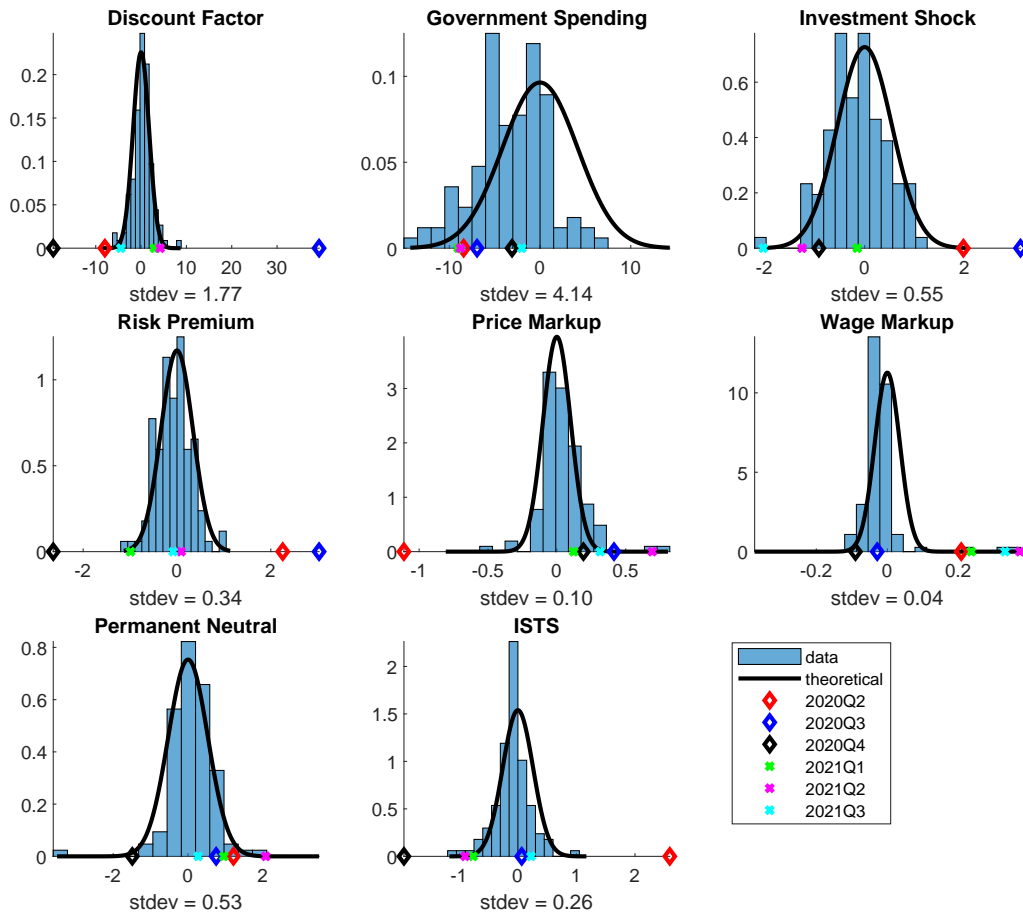 Discount Factor
0.2
0.15
0.1
0.05
0
-10 0 10 20 30
stdev = 1.77
Government Spending
0.1
0.05
0
-10 0 10
stdev = 4.14
Investment Shock
0.6
0.4
0.2
0
-2 0 2
stdev = 0.55
Risk Premium
1
0.5
0
-2 0 2
stdev = 0.34
Price Markup
3
2
1
0
-1 -0.5 0 0.5
stdev = 0.10
Wage Markup
10
5
0
-0.2 0 0.2
stdev = 0.04
Permanent Neutral
0.8
0.6
0.4
0.2
0
-2 0 2
stdev = 0.53
ISTS
2
1.5
1
0.5
0
-1 0 1 2
stdev = 0.26
data
theoretical
2020Q2
2020Q3
2020Q4
2021Q1
2021Q2
2021Q3